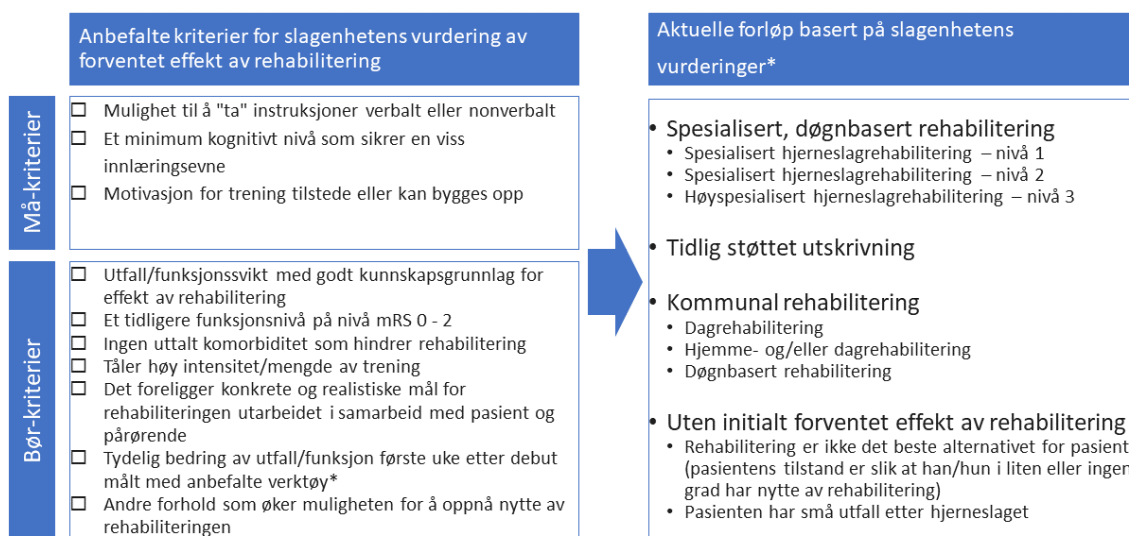 Anbefalte kriterier for slagenhetens vurdering av
forventet effekt av rehabilitering
Må-kriterier
☐ Mulighet til å "ta" instruksjoner verbalt eller nonverbalt
☐ Et minimum kognitivt nivå som sikrer en viss
innlæringsevne
☐ Motivasjon for trening tilstede eller kan bygges opp
Bør-kriterier
☐ Utfall/funksjonssvikt med godt kunnskapsgrunnlag for
effekt av rehabilitering
☐ Et tidligere funksjonsnivå på nivå mRS 0 - 2
☐ Ingen uttalt komorbiditet som hindrer rehabilitering
☐ Tåler høy intensitet/mengde av trening
☐ Det foreligger konkrete og realistiske mål for
rehabiliteringen utarbeidet i samarbeid med pasient og
pårørende
☐ Tydelig bedring av utfall/funksjon første uke etter debut
målt med anbefalte verktøy*
☐ Andre forhold som øker muligheten for å oppnå nytte av
rehabiliteringen
Aktuelle forløp basert på slagenhetens
vurderinger*
• Spesialisert, døgnbasert rehabilitering
• Spesialisert hjerneslagrehabilitering – nivå 1
• Spesialisert hjerneslagrehabilitering – nivå 2
• Høyspesialisert hjerneslagrehabilitering – nivå 3
• Tidlig støttet utskrivning
• Kommunal rehabilitering
• Dagrehabilitering
• Hjemme- og/eller dagrehabilitering
• Døgnbasert rehabilitering
• Uten initialt forventet effekt av rehabilitering
• Rehabilitering er ikke det beste alternativet for pasient
(pasientens tilstand er slik at han/hun i liten eller ingen
grad har nytte av rehabilitering)
• Pasienten har små utfall etter hjerneslaget